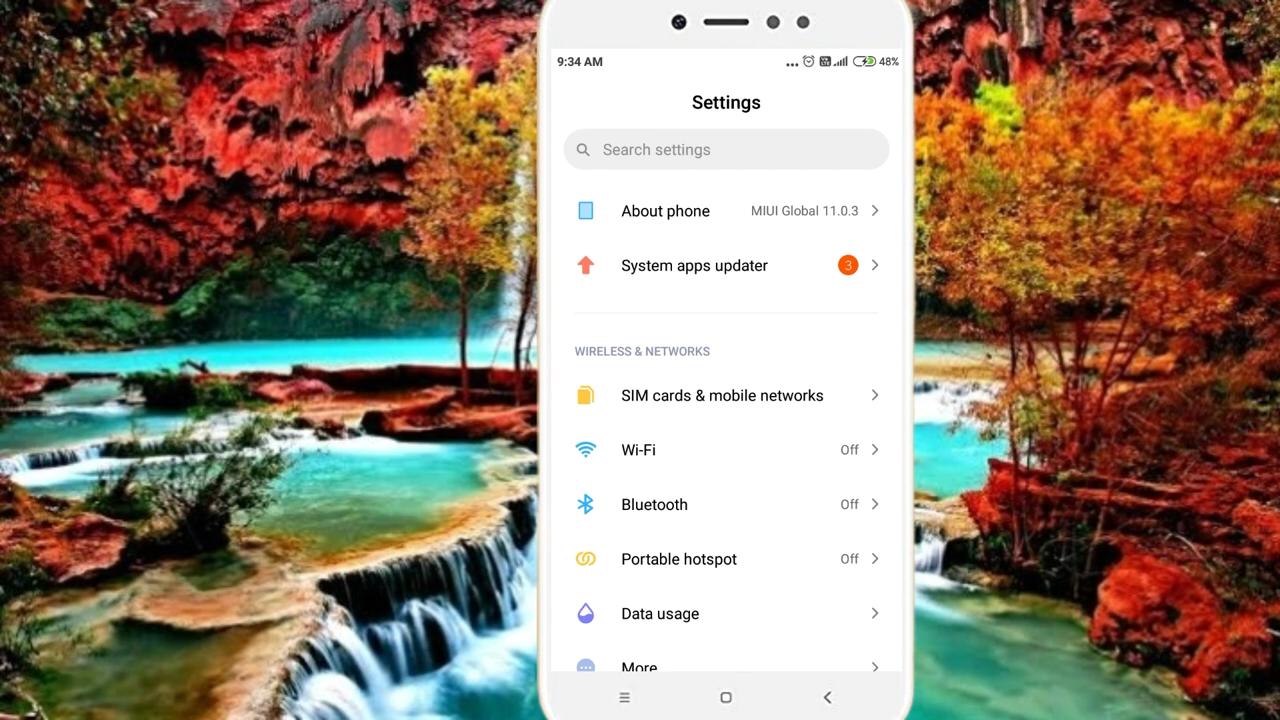 9:34 AM 48%
Settings
Search settings
About phone MIUI Global 11.0.3
System apps updater 3
WIRELESS & NETWORKS
SIM cards & mobile networks
Wi-Fi Off
Bluetooth Off
Portable hotspot Off
Data usage
More